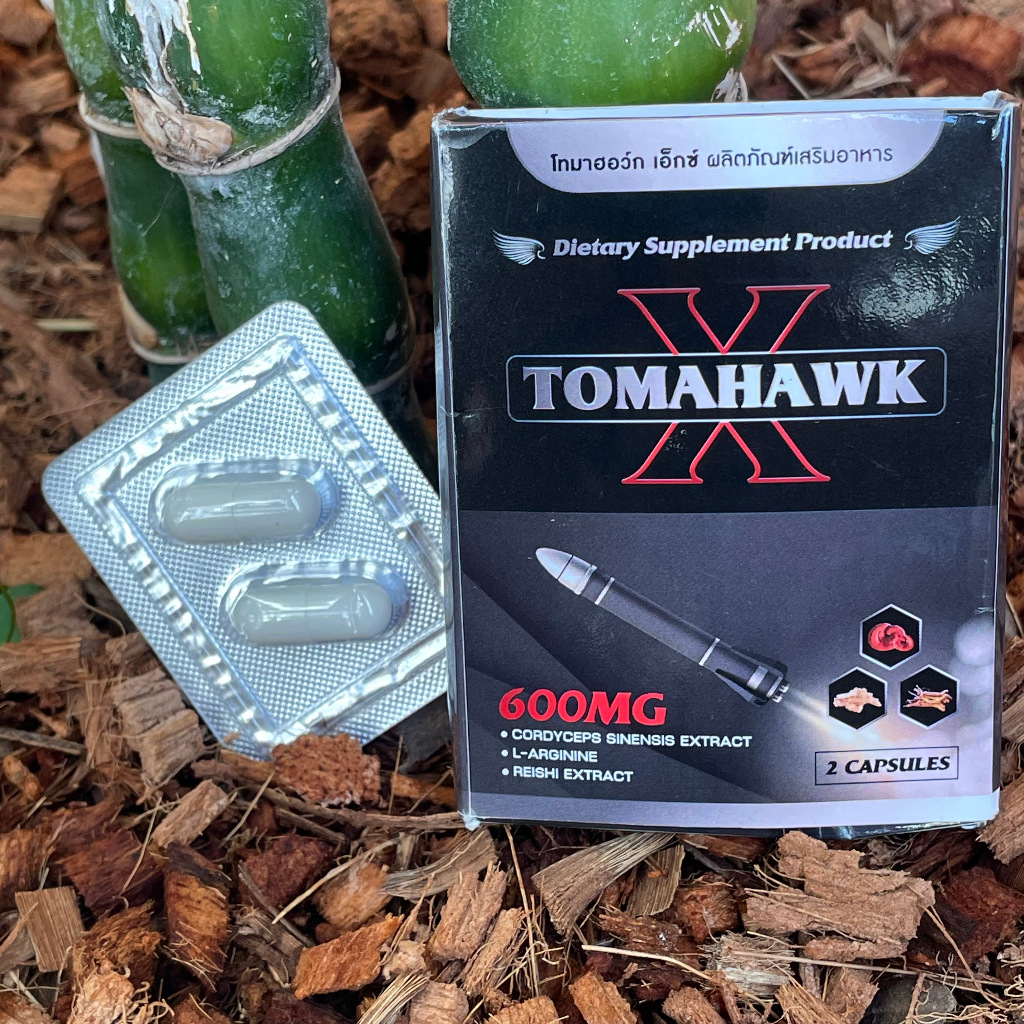 โทมาฮอว์ก เอ็กซ์ ผลิตภัณฑ์เสริมอาหาร
Dietary Supplement Product
X
TOMAHAWK
600MG
• CORDYCEPS SINENSIS EXTRACT
• L-ARGININE
• REISHI EXTRACT
2 CAPSULES